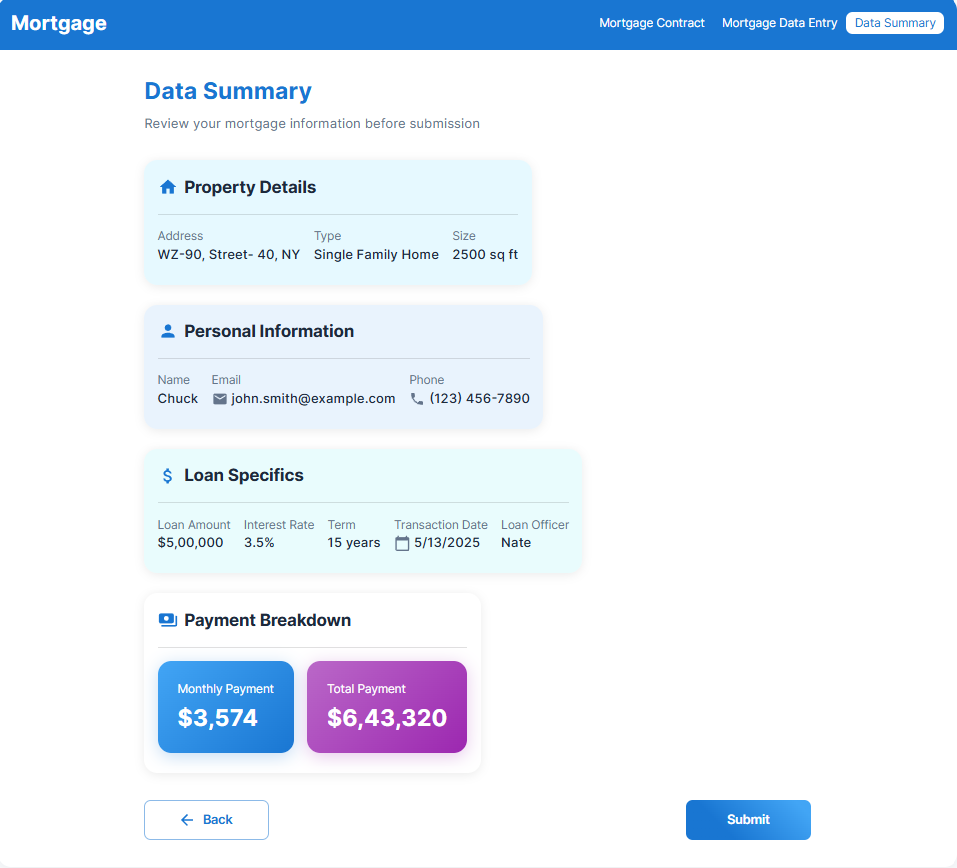 Mortgage
Mortgage Contract Mortgage Data Entry Data Summary
Data Summary
Review your mortgage information before submission
Property Details
Address Type Size
WZ-90, Street- 40, NY Single Family Home 2500 sq ft
Personal Information
Name Email Phone
Chuck john.smith@example.com (123) 456-7890
Loan Specifics
Loan Amount Interest Rate Term Transaction Date Loan Officer
$5,00,000 3.5% 15 years 5/13/2025 Nate
Payment Breakdown
Monthly Payment Total Payment
$3,574 $6,43,320
Back Submit